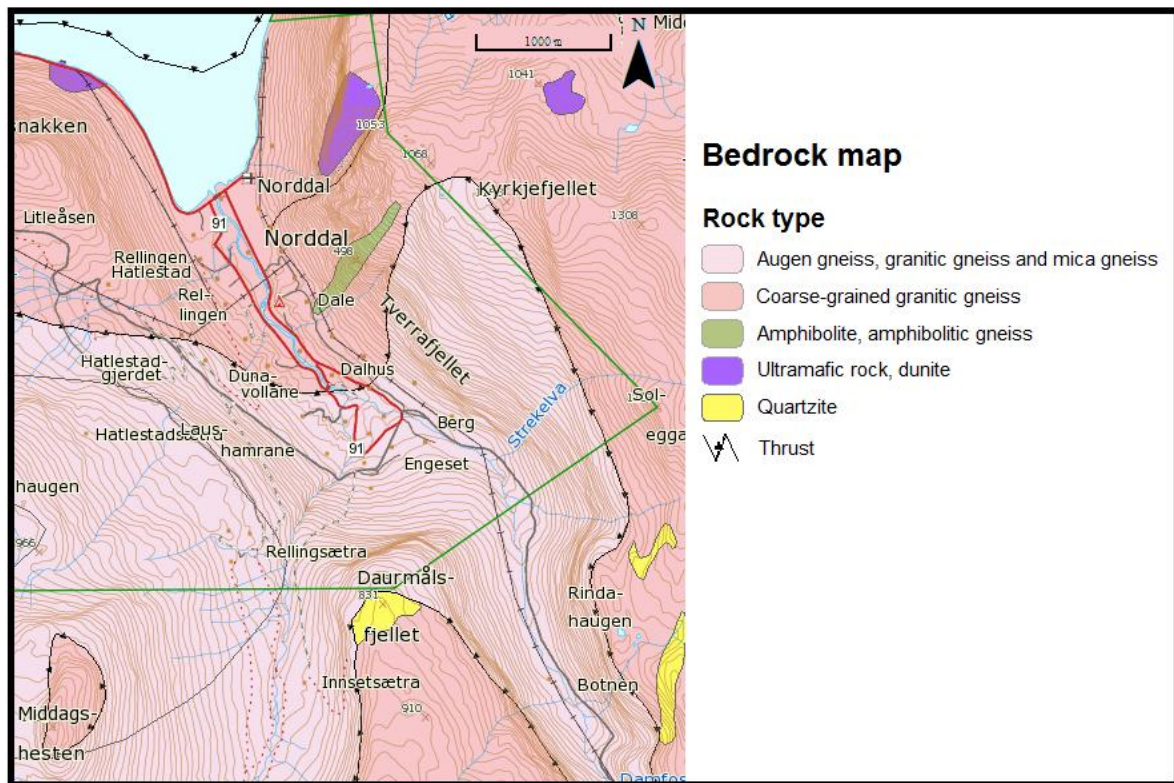 N
1000 m
1041
snakken
1053
1068
Norddal
Kyrkjefjellet
Litleåsen
91
1308
Norddal
Rellingen
Hatlestad
498
Rel-
lingen
Dale
Tverrafjellet
Hatlestad-
gjerdet
Duna-
vollane
Dalhus
Sol-
egga
Strekelva
Berg
Laus-
hamrane
91
Engeset
haugen
966
Rellingsætra
Daurmåls-
fjellet
831
Rinda-
haugen
Innsetsætra
Botnen
910
Middags-
hesten
Bedrock map
Rock type
Augen gneiss, granitic gneiss and mica gneiss
Coarse-grained granitic gneiss
Amphibolite, amphibolitic gneiss
Ultramafic rock, dunite
Quartzite
Thrust